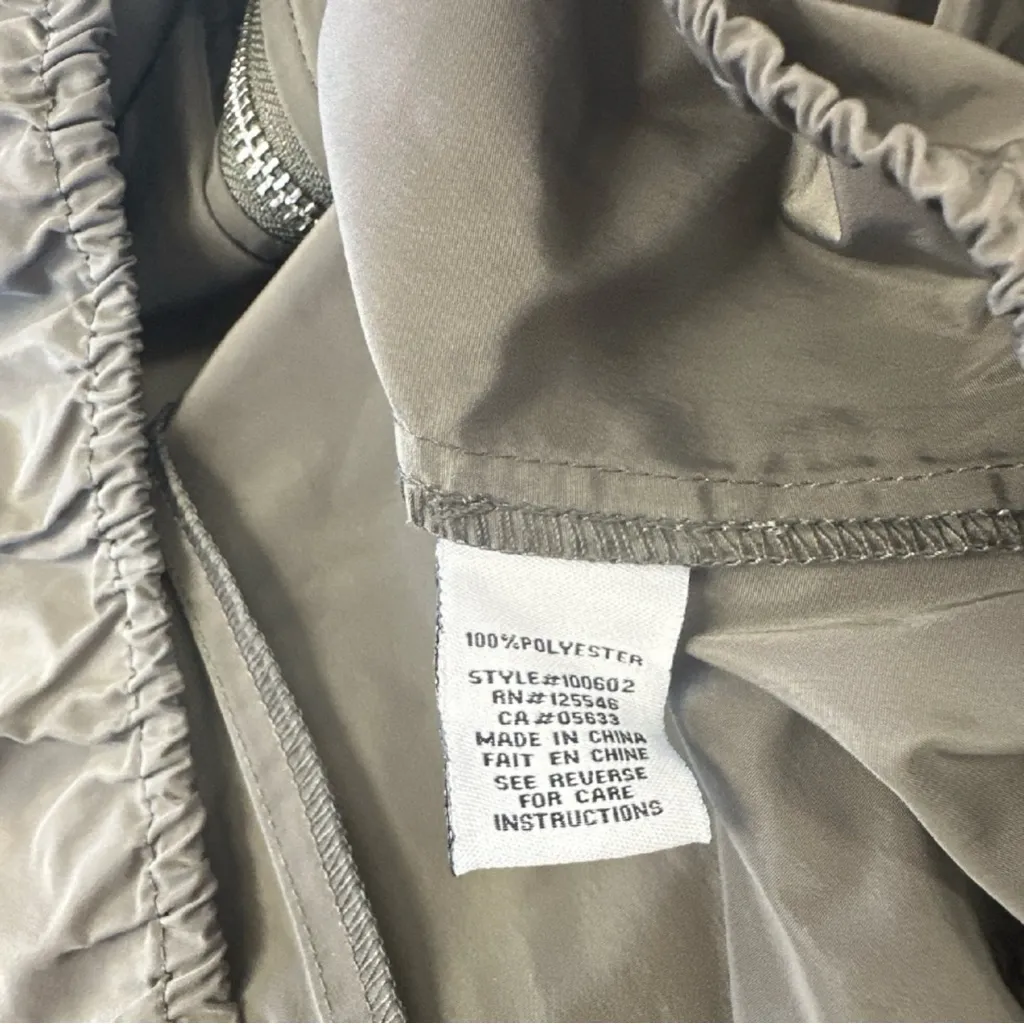 100%POLYESTER
STYLE#100602
RN#125546
CA#05633
MADE IN CHINA
FAIT EN CHINE
SEE REVERSE
FOR CARE
INSTRUCTIONS